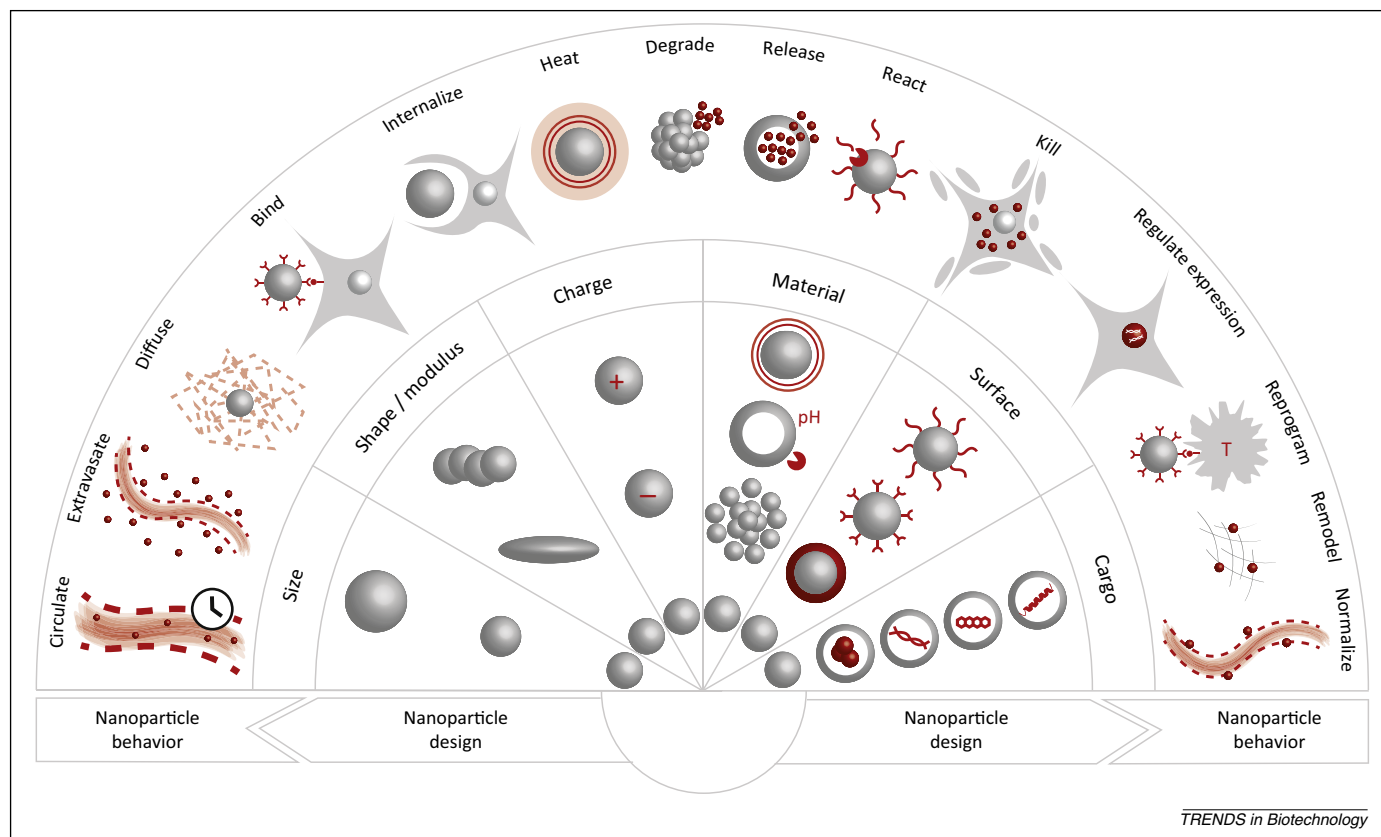 Circulate
Extravasate
Diffuse
Bind
Internalize
Heat
Degrade
Release
React
Kill
Regulate expression
Reprogram
Remodel
Normalize
Size
Shape / modulus
Charge
Material
Surface
Cargo
+
−
pH
T
Nanoparticle
behavior
Nanoparticle
design
Nanoparticle
design
Nanoparticle
behavior
TRENDS in Biotechnology